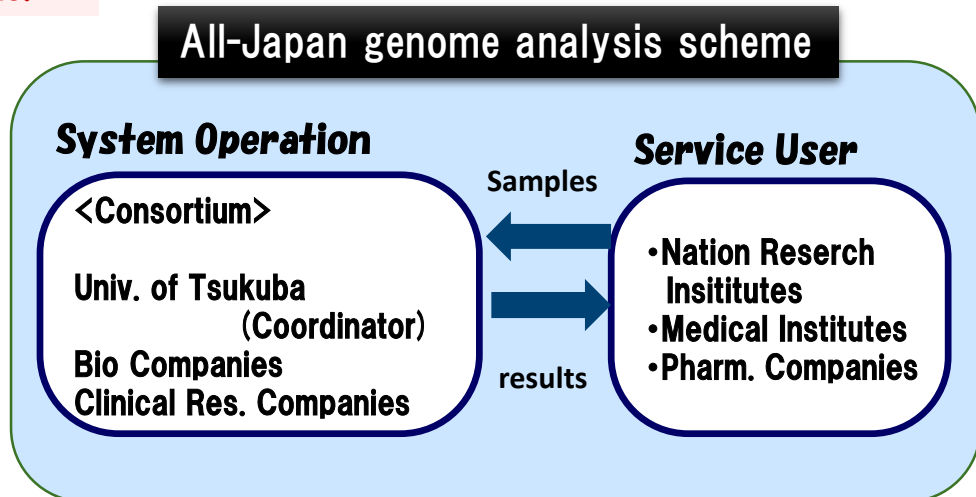 All-Japan genome analysis scheme
System Operation
<Consortium>
Univ. of Tsukuba
(Coordinator)
Bio Companies
Clinical Res. Companies
Samples
results
Service User
•Nation Reserch
Insititutes
•Medical Institutes
•Pharm. Companies